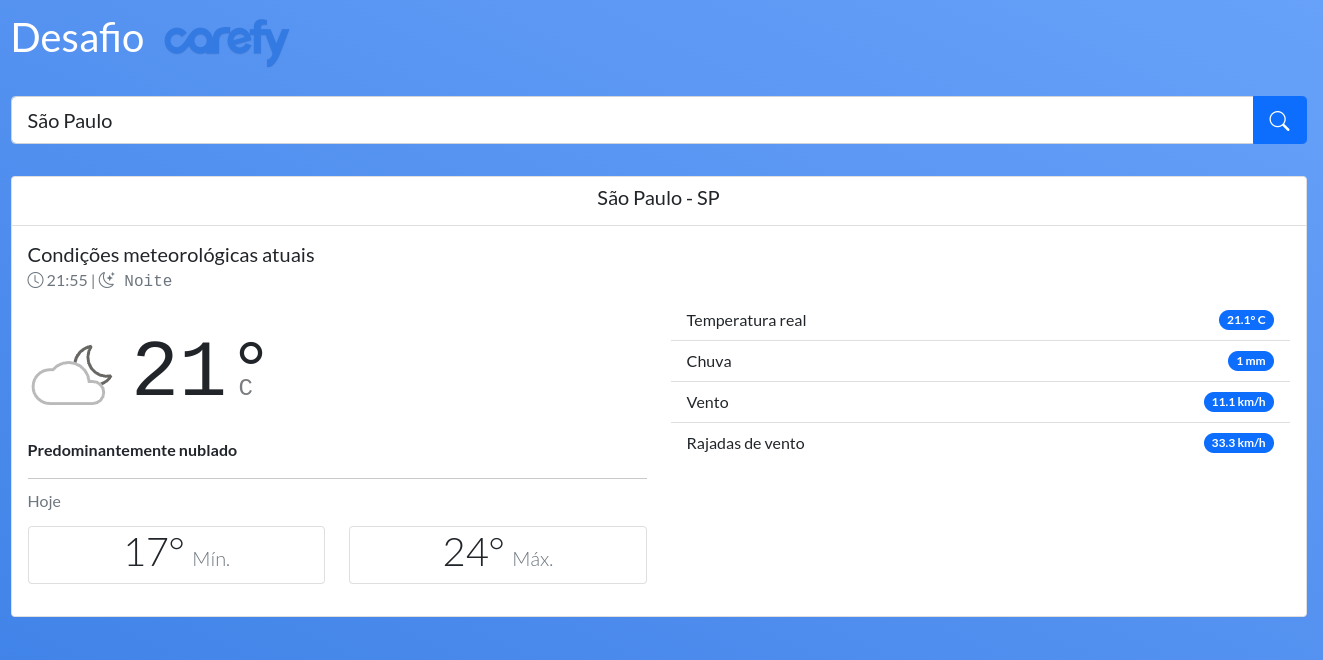 Desafio carefy
São Paulo
São Paulo - SP
Condições meteorológicas atuais
21:55 | Noite
21°
C
Predominantemente nublado
Hoje
17° Mín.
24° Máx.
Temperatura real 21.1° C
Chuva 1 mm
Vento 11.1 km/h
Rajadas de vento 33.3 km/h